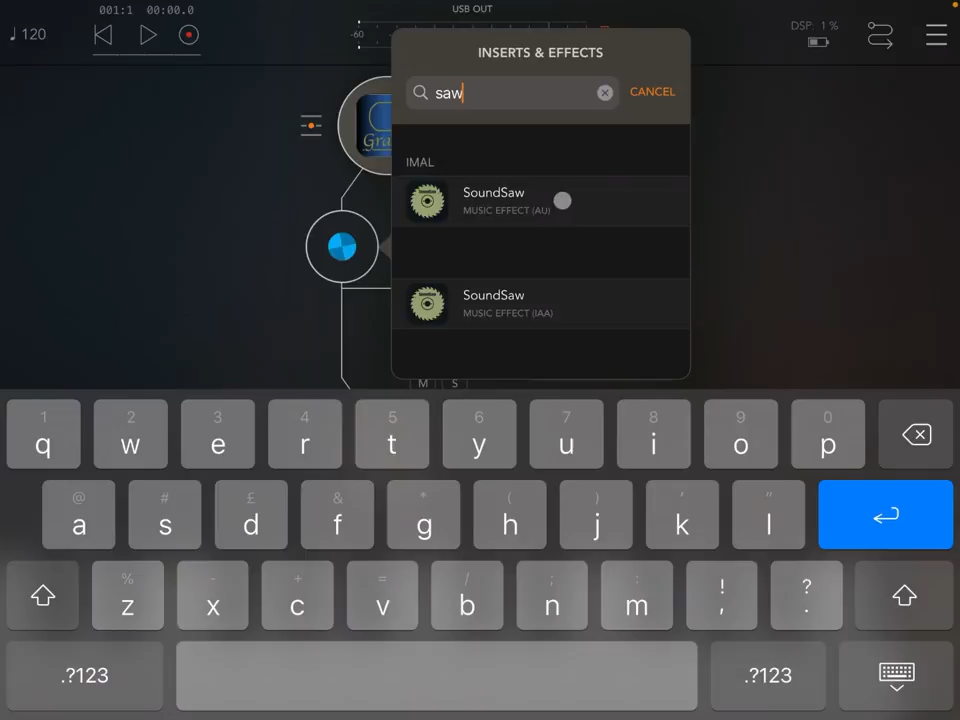 001:1 00:00.0
120
USB OUT
-60
DSP: 1 %
INSERTS & EFFECTS
saw
CANCEL
Gra
IMAL
SoundSaw
MUSIC EFFECT (AU)
SoundSaw
MUSIC EFFECT (IAA)
M S
1 2 3 4 5 6 7 8 9 0
q w e r t y u i o p
@ # £ & * ( ) ' "
a s d f g h j k l
% - + = / ; : ! ?
z x c v b n m , .
.?123 .?123